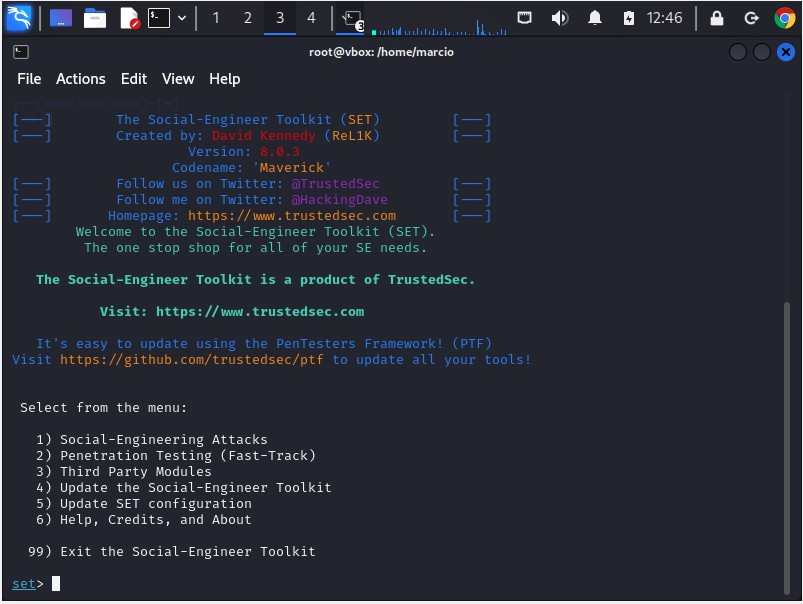 1 2 3 4 3 12:46
root@vbox: /home/marcio
File Actions Edit View Help
[---] The Social-Engineer Toolkit (SET) [---]
[---] Created by: David Kennedy (ReL1K) [---]
Version: 8.0.3
Codename: 'Maverick'
[---] Follow us on Twitter: @TrustedSec [---]
[---] Follow me on Twitter: @HackingDave [---]
[---] Homepage: https://www.trustedsec.com [---]
Welcome to the Social-Engineer Toolkit (SET).
The one stop shop for all of your SE needs.
The Social-Engineer Toolkit is a product of TrustedSec.
Visit: https://www.trustedsec.com
It's easy to update using the PenTesters Framework! (PTF)
Visit https://github.com/trustedsec/ptf to update all your tools!
Select from the menu:
1) Social-Engineering Attacks
2) Penetration Testing (Fast-Track)
3) Third Party Modules
4) Update the Social-Engineer Toolkit
5) Update SET configuration
6) Help, Credits, and About
99) Exit the Social-Engineer Toolkit
set>